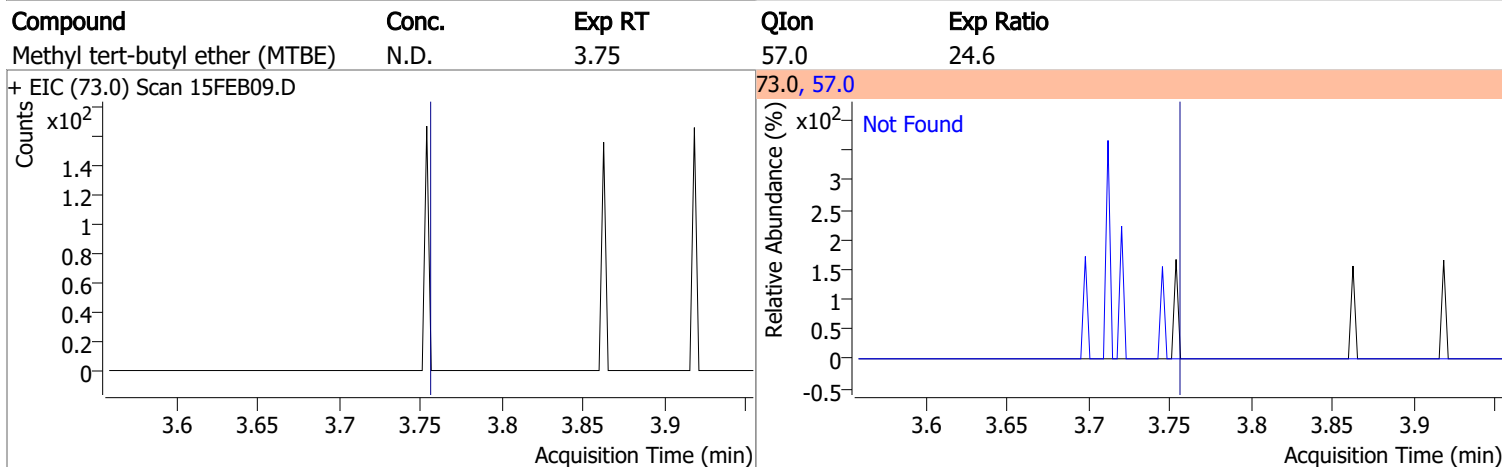 Compound Conc. Exp RT QIon Exp Ratio
Methyl tert-butyl ether (MTBE) N.D. 3.75 57.0 24.6
+ EIC (73.0) Scan 15FEB09.D
Counts
x10²
1.4
1.2
1
0.8
0.6
0.4
0.2
0
3.6 3.65 3.7 3.75 3.8 3.85 3.9
Acquisition Time (min)
73.0, 57.0
Relative Abundance (%)
x10²
Not Found
3
2.5
2
1.5
1
0.5
0
-0.5
3.6 3.65 3.7 3.75 3.8 3.85 3.9
Acquisition Time (min)